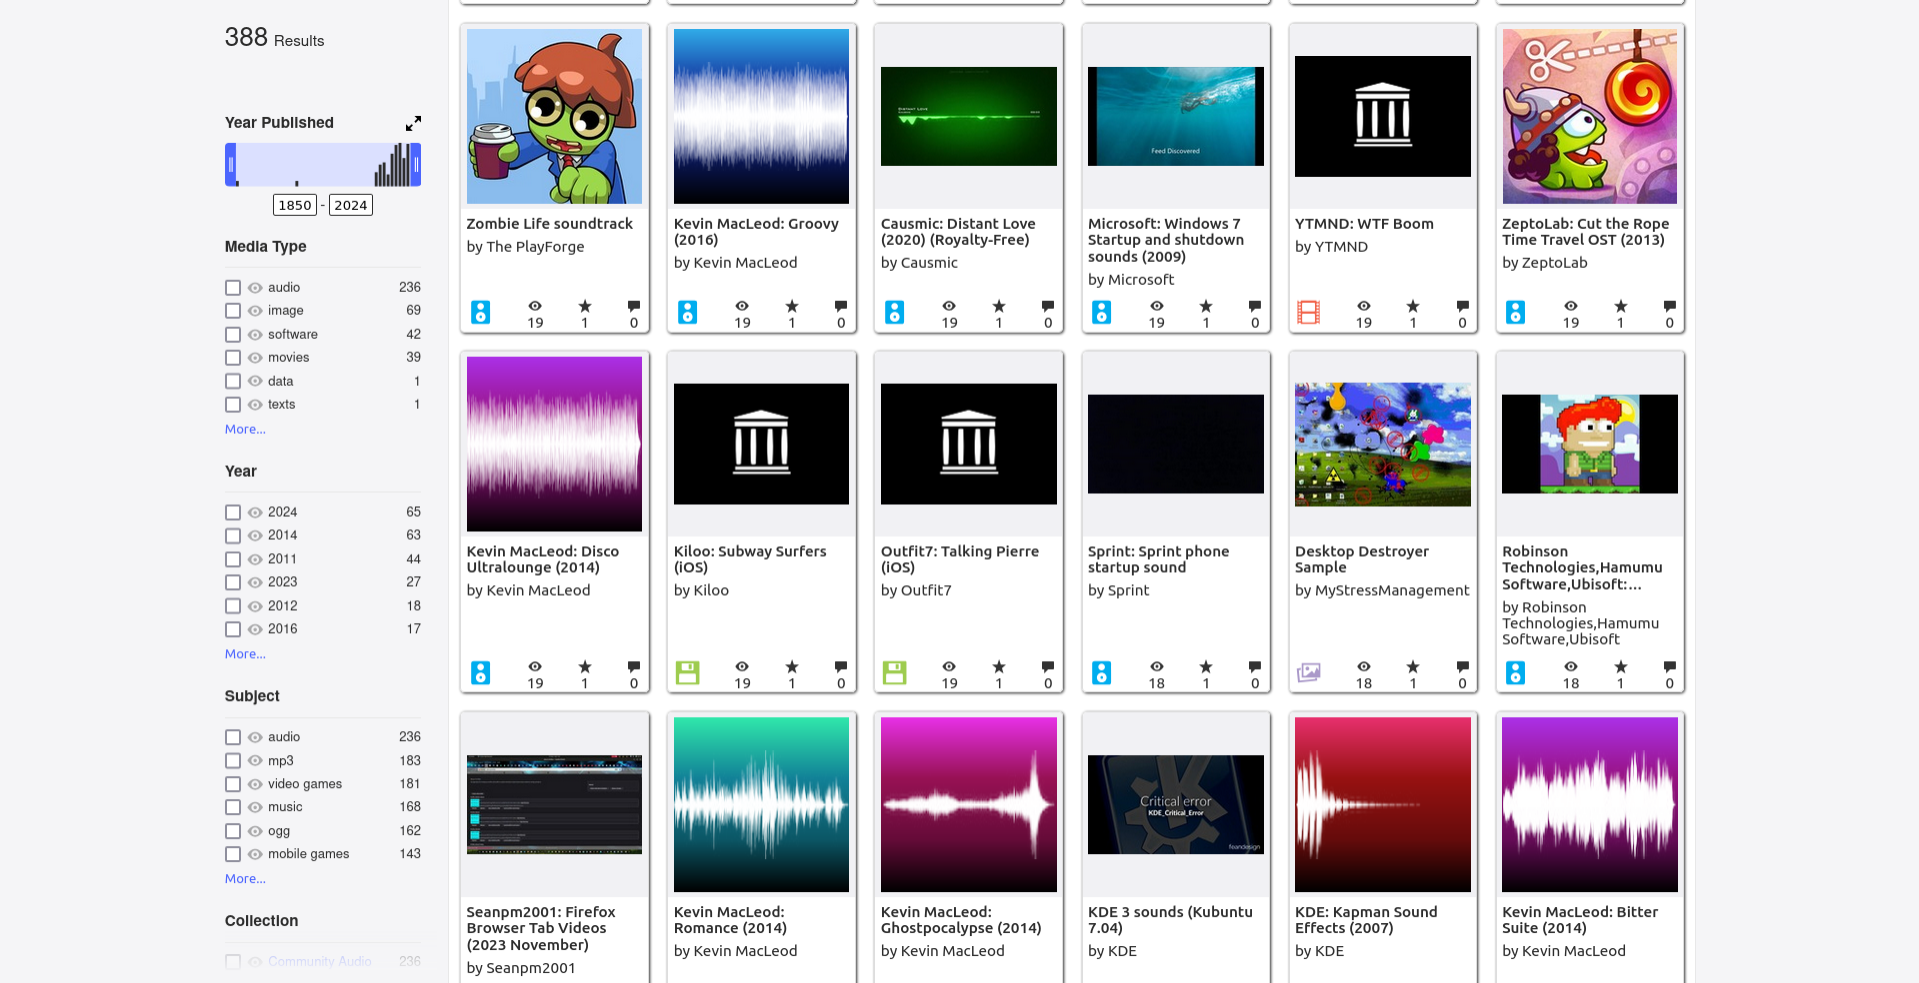 388 Results
Year Published
1850 - 2024
Media Type
audio 236
image 69
software 42
movies 39
data 1
texts 1
More...
Year
2024 65
2014 63
2011 44
2023 27
2012 18
2016 17
More...
Subject
audio 236
mp3 183
video games 181
music 168
ogg 162
mobile games 143
More...
Collection
Community Audio 236
Zombie Life soundtrack
by The PlayForge
19 1 0
Kevin MacLeod: Groovy
(2016)
by Kevin MacLeod
19 1 0
Distant Love
Causmic: Distant Love
(2020) (Royalty-Free)
by Causmic
19 1 0
Feed Discovered
Microsoft: Windows 7
Startup and shutdown
sounds (2009)
by Microsoft
19 1 0
YTMND: WTF Boom
by YTMND
19 1 0
ZeptoLab: Cut the Rope
Time Travel OST (2013)
by ZeptoLab
19 1 0
Kevin MacLeod: Disco
Ultralounge (2014)
by Kevin MacLeod
19 1 0
Kiloo: Subway Surfers
(iOS)
by Kiloo
19 1 0
Outfit7: Talking Pierre
(iOS)
by Outfit7
19 1 0
Sprint: Sprint phone
startup sound
by Sprint
18 1 0
Desktop Destroyer
Sample
by MyStressManagement
18 1 0
Robinson
Technologies,Hamumu
Software,Ubisoft:...
by Robinson
Technologies,Hamumu
Software,Ubisoft
18 1 0
Seanpm2001: Firefox
Browser Tab Videos
(2023 November)
by Seanpm2001
Kevin MacLeod:
Romance (2014)
by Kevin MacLeod
Kevin MacLeod:
Ghostpocalypse (2014)
by Kevin MacLeod
Critical error
KDE_Critical_Error
feandesign
KDE 3 sounds (Kubuntu
7.04)
by KDE
KDE: Kapman Sound
Effects (2007)
by KDE
Kevin MacLeod: Bitter
Suite (2014)
by Kevin MacLeod